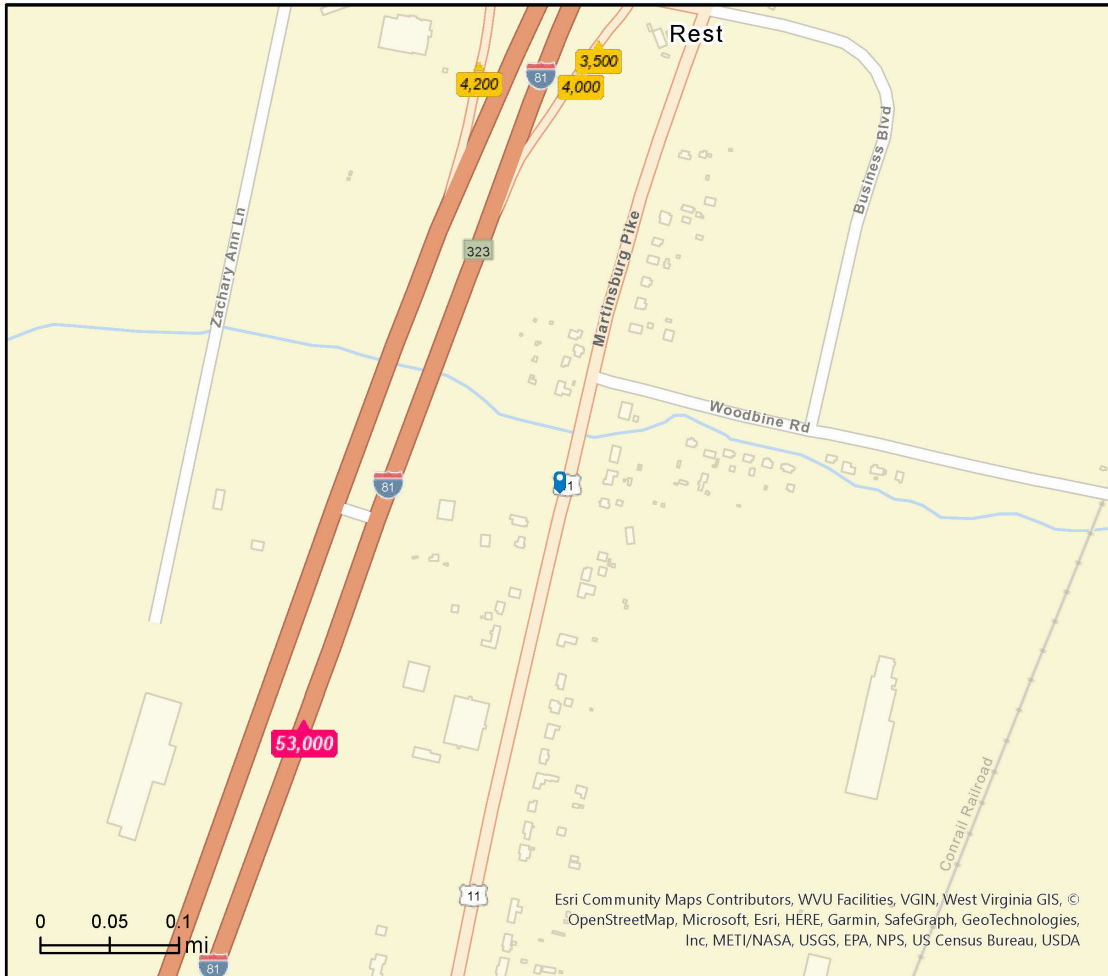 Rest
3,500
4,200
81
4,000
Business Blvd
Zachary Ann Ln
Martinsburg Pike
323
Woodbine Rd
81
1
53,000
Conrail Railroad
11
0 0.05 0.1
mi
81
Esri Community Maps Contributors, WVU Facilities, VGIN, West Virginia GIS, ©
OpenStreetMap, Microsoft, Esri, HERE, Garmin, SafeGraph, GeoTechnologies,
Inc, METI/NASA, USGS, EPA, NPS, US Census Bureau, USDA